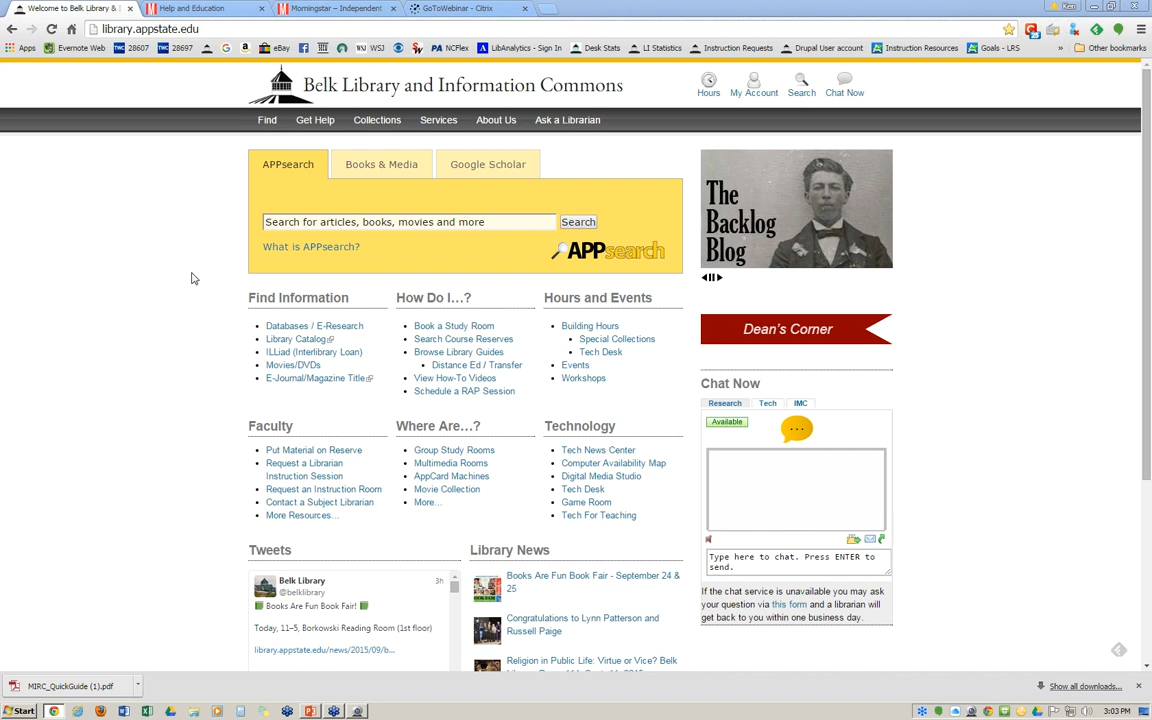 Welcome to Belk Library & I
Help and Education
Morningstar – Independent
GoToWebinar - Citrix
Ken
library.appstate.edu
Apps
Evernote Web
28607
28697
eBay
WSJ
NCFlex
LibAnalytics - Sign In
Desk Stats
LI Statistics
Instruction Requests
Drupal User account
Instruction Resources
Goals - LRS
»
Other bookmarks
Belk Library and Information Commons
Hours
My Account
Search
Chat Now
Find
Get Help
Collections
Services
About Us
Ask a Librarian
APPsearch
Books & Media
Google Scholar
Search for articles, books, movies and more
Search
What is APPsearch?
APPsearch
The
Backlog
Blog
Dean's Corner
Find Information
Databases / E-Research
Library Catalog
ILLiad (Interlibrary Loan)
Movies/DVDs
E-Journal/Magazine Title
How Do I...?
Book a Study Room
Search Course Reserves
Browse Library Guides
Distance Ed / Transfer
View How-To Videos
Schedule a RAP Session
Hours and Events
Building Hours
Special Collections
Tech Desk
Events
Workshops
Faculty
Put Material on Reserve
Request a Librarian
Instruction Session
Request an Instruction Room
Contact a Subject Librarian
More Resources...
Where Are...?
Group Study Rooms
Multimedia Rooms
AppCard Machines
Movie Collection
More...
Technology
Tech News Center
Computer Availability Map
Digital Media Studio
Tech Desk
Game Room
Tech For Teaching
Chat Now
Research
Tech
IMC
Available
Type here to chat. Press ENTER to
send.
If the chat service is unavailable you may ask
your question via this form and a librarian will
get back to you within one business day.
Tweets
Belk Library
3h
@belklibrary
Books Are Fun Book Fair!
Today, 11–5, Borkowski Reading Room (1st floor)
library.appstate.edu/news/2015/09/b...
Library News
Books Are Fun Book Fair - September 24 &
25
Congratulations to Lynn Patterson and
Russell Paige
Religion in Public Life: Virtue or Vice? Belk
MIRC_QuickGuide (1).pdf
Show all downloads...
Start
3:03 PM